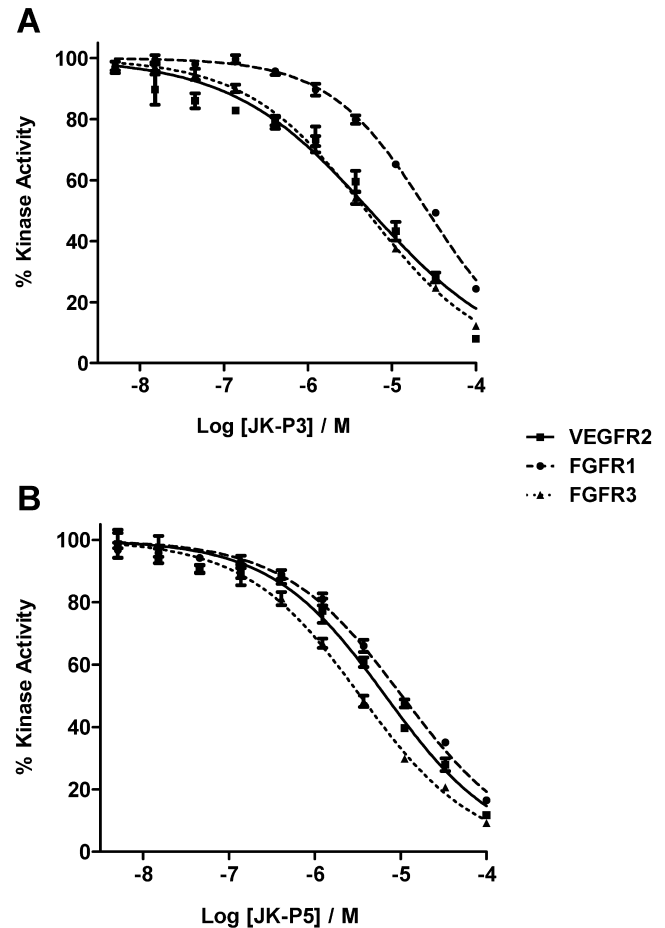 A
100
80
60
40
20
0
% Kinase Activity
-8 -7 -6 -5 -4
Log [JK-P3] / M
VEGFR2
FGFR1
FGFR3
B
100
80
60
40
20
0
% Kinase Activity
-8 -7 -6 -5 -4
Log [JK-P5] / M